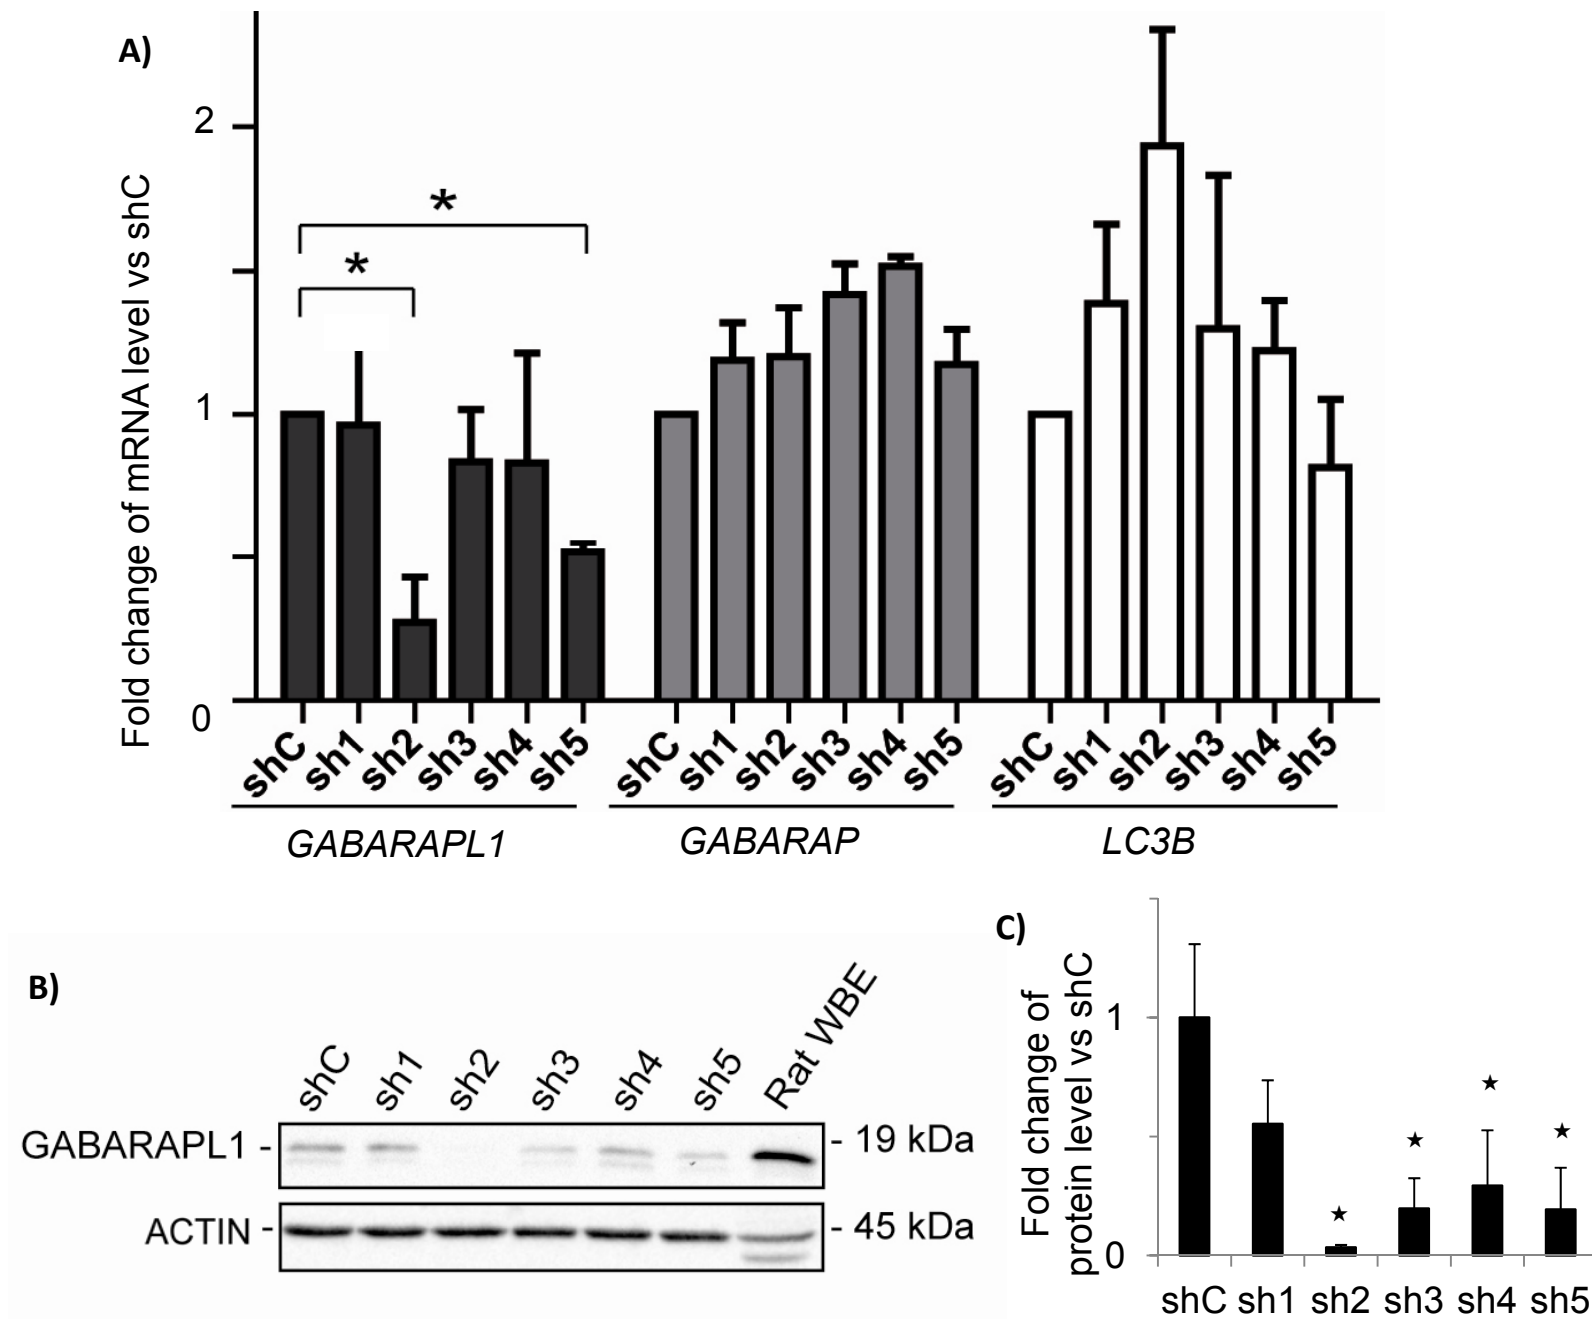 A)
Fold change of mRNA level vs shC
2
1
0
*
*
shC sh1 sh2 sh3 sh4 sh5 shC sh1 sh2 sh3 sh4 sh5 shC sh1 sh2 sh3 sh4 sh5
GABARAPL1 GABARAP LC3B
B)
shC sh1 sh2 sh3 sh4 sh5 Rat WBE
GABARAPL1 - - 19 kDa
ACTIN - - 45 kDa
C)
Fold change of
protein level vs shC
1
0
★ ★ ★ ★
shC sh1 sh2 sh3 sh4 sh5